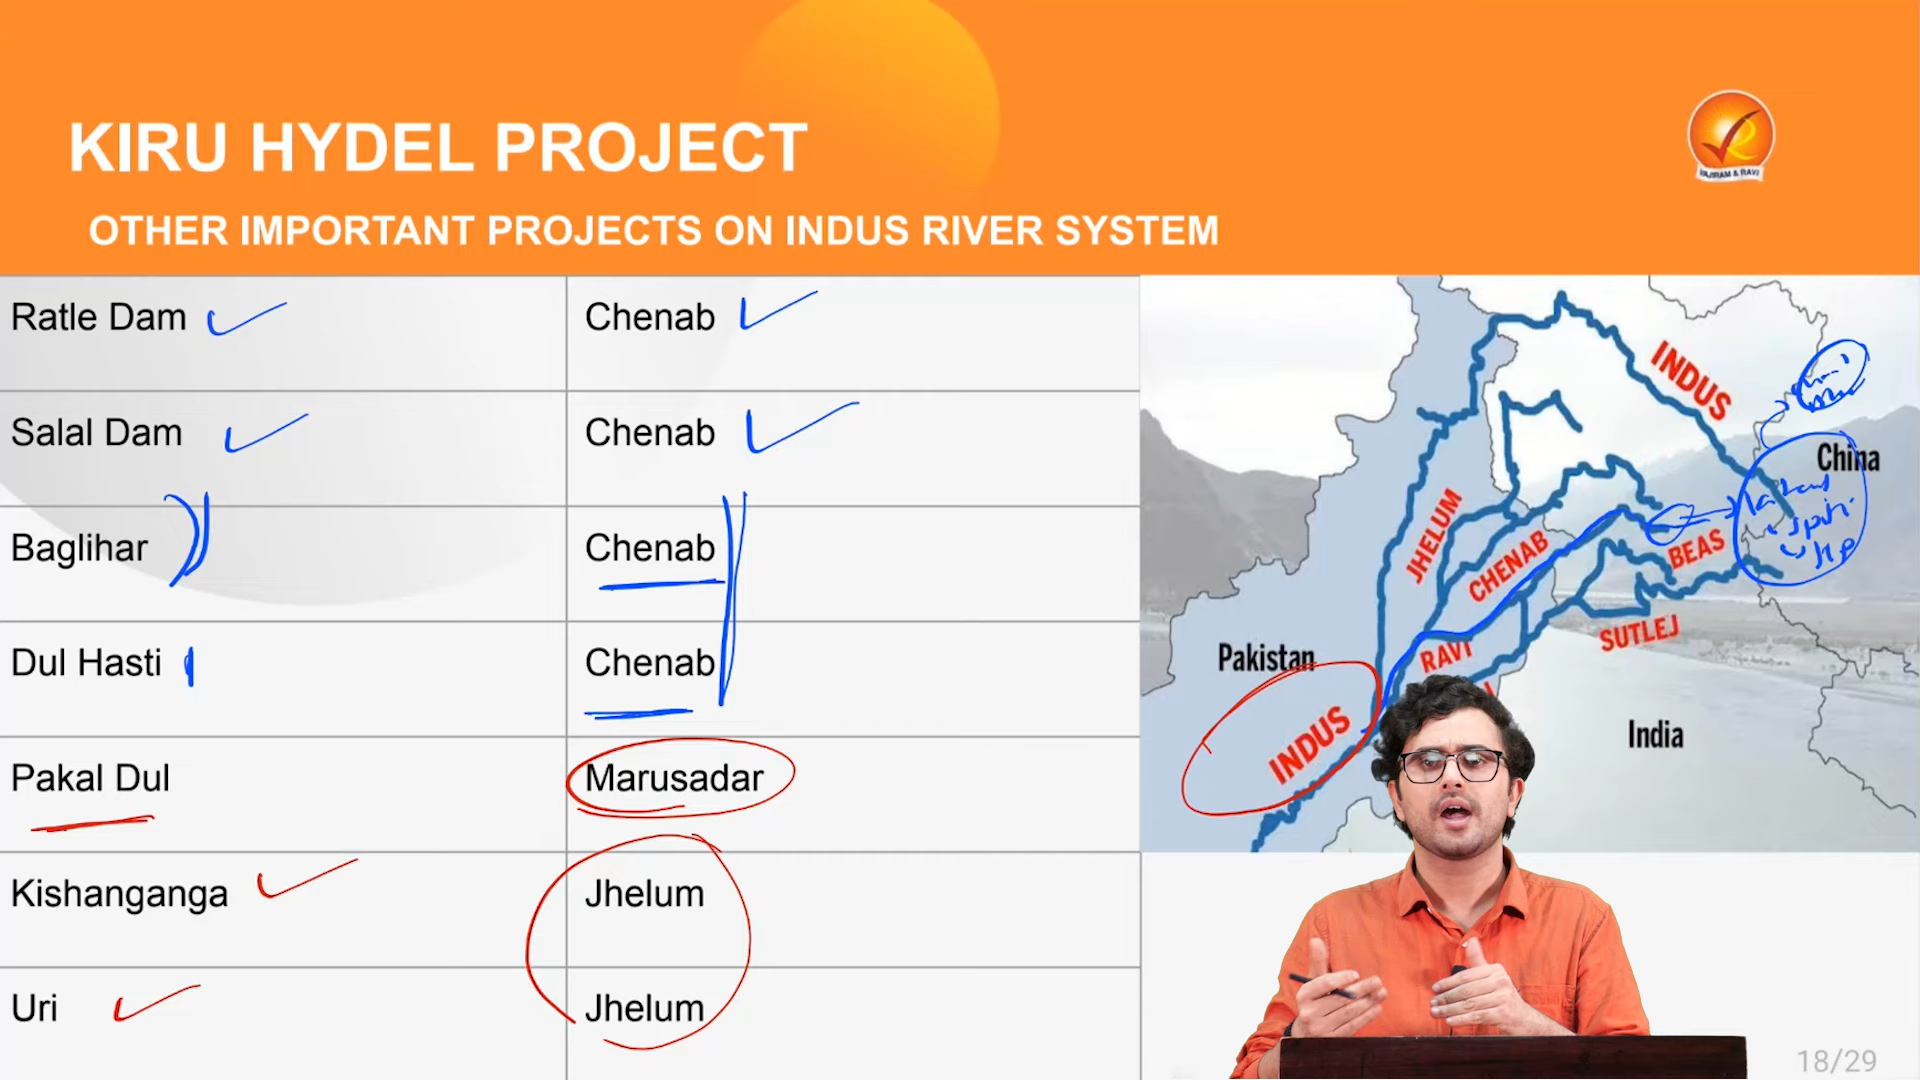 KIRU HYDEL PROJECT
VAJIRAM & RAVI
OTHER IMPORTANT PROJECTS ON INDUS RIVER SYSTEM
Ratle Dam Chenab
Salal Dam Chenab
Baglihar Chenab
Dul Hasti Chenab
Pakal Dul Marusadar
Kishanganga Jhelum
Uri Jhelum
INDUS
China
JHELUM
CHENAB
BEAS
SUTLEJ
Pakistan
RAVI
INDUS
India
18/29